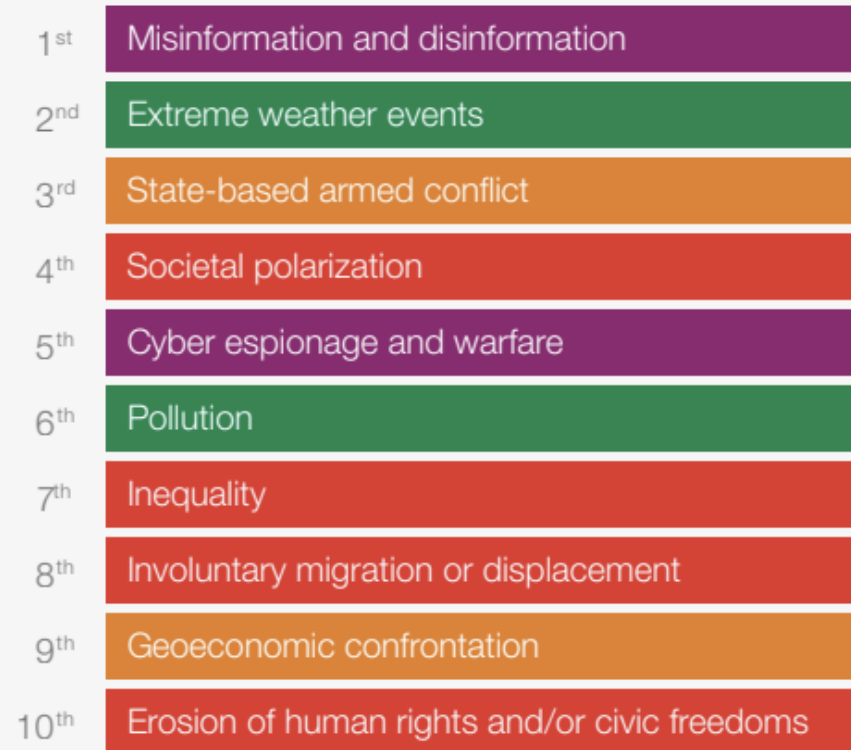 1st Misinformation and disinformation
2nd Extreme weather events
3rd State-based armed conflict
4th Societal polarization
5th Cyber espionage and warfare
6th Pollution
7th Inequality
8th Involuntary migration or displacement
9th Geoeconomic confrontation
10th Erosion of human rights and/or civic freedoms